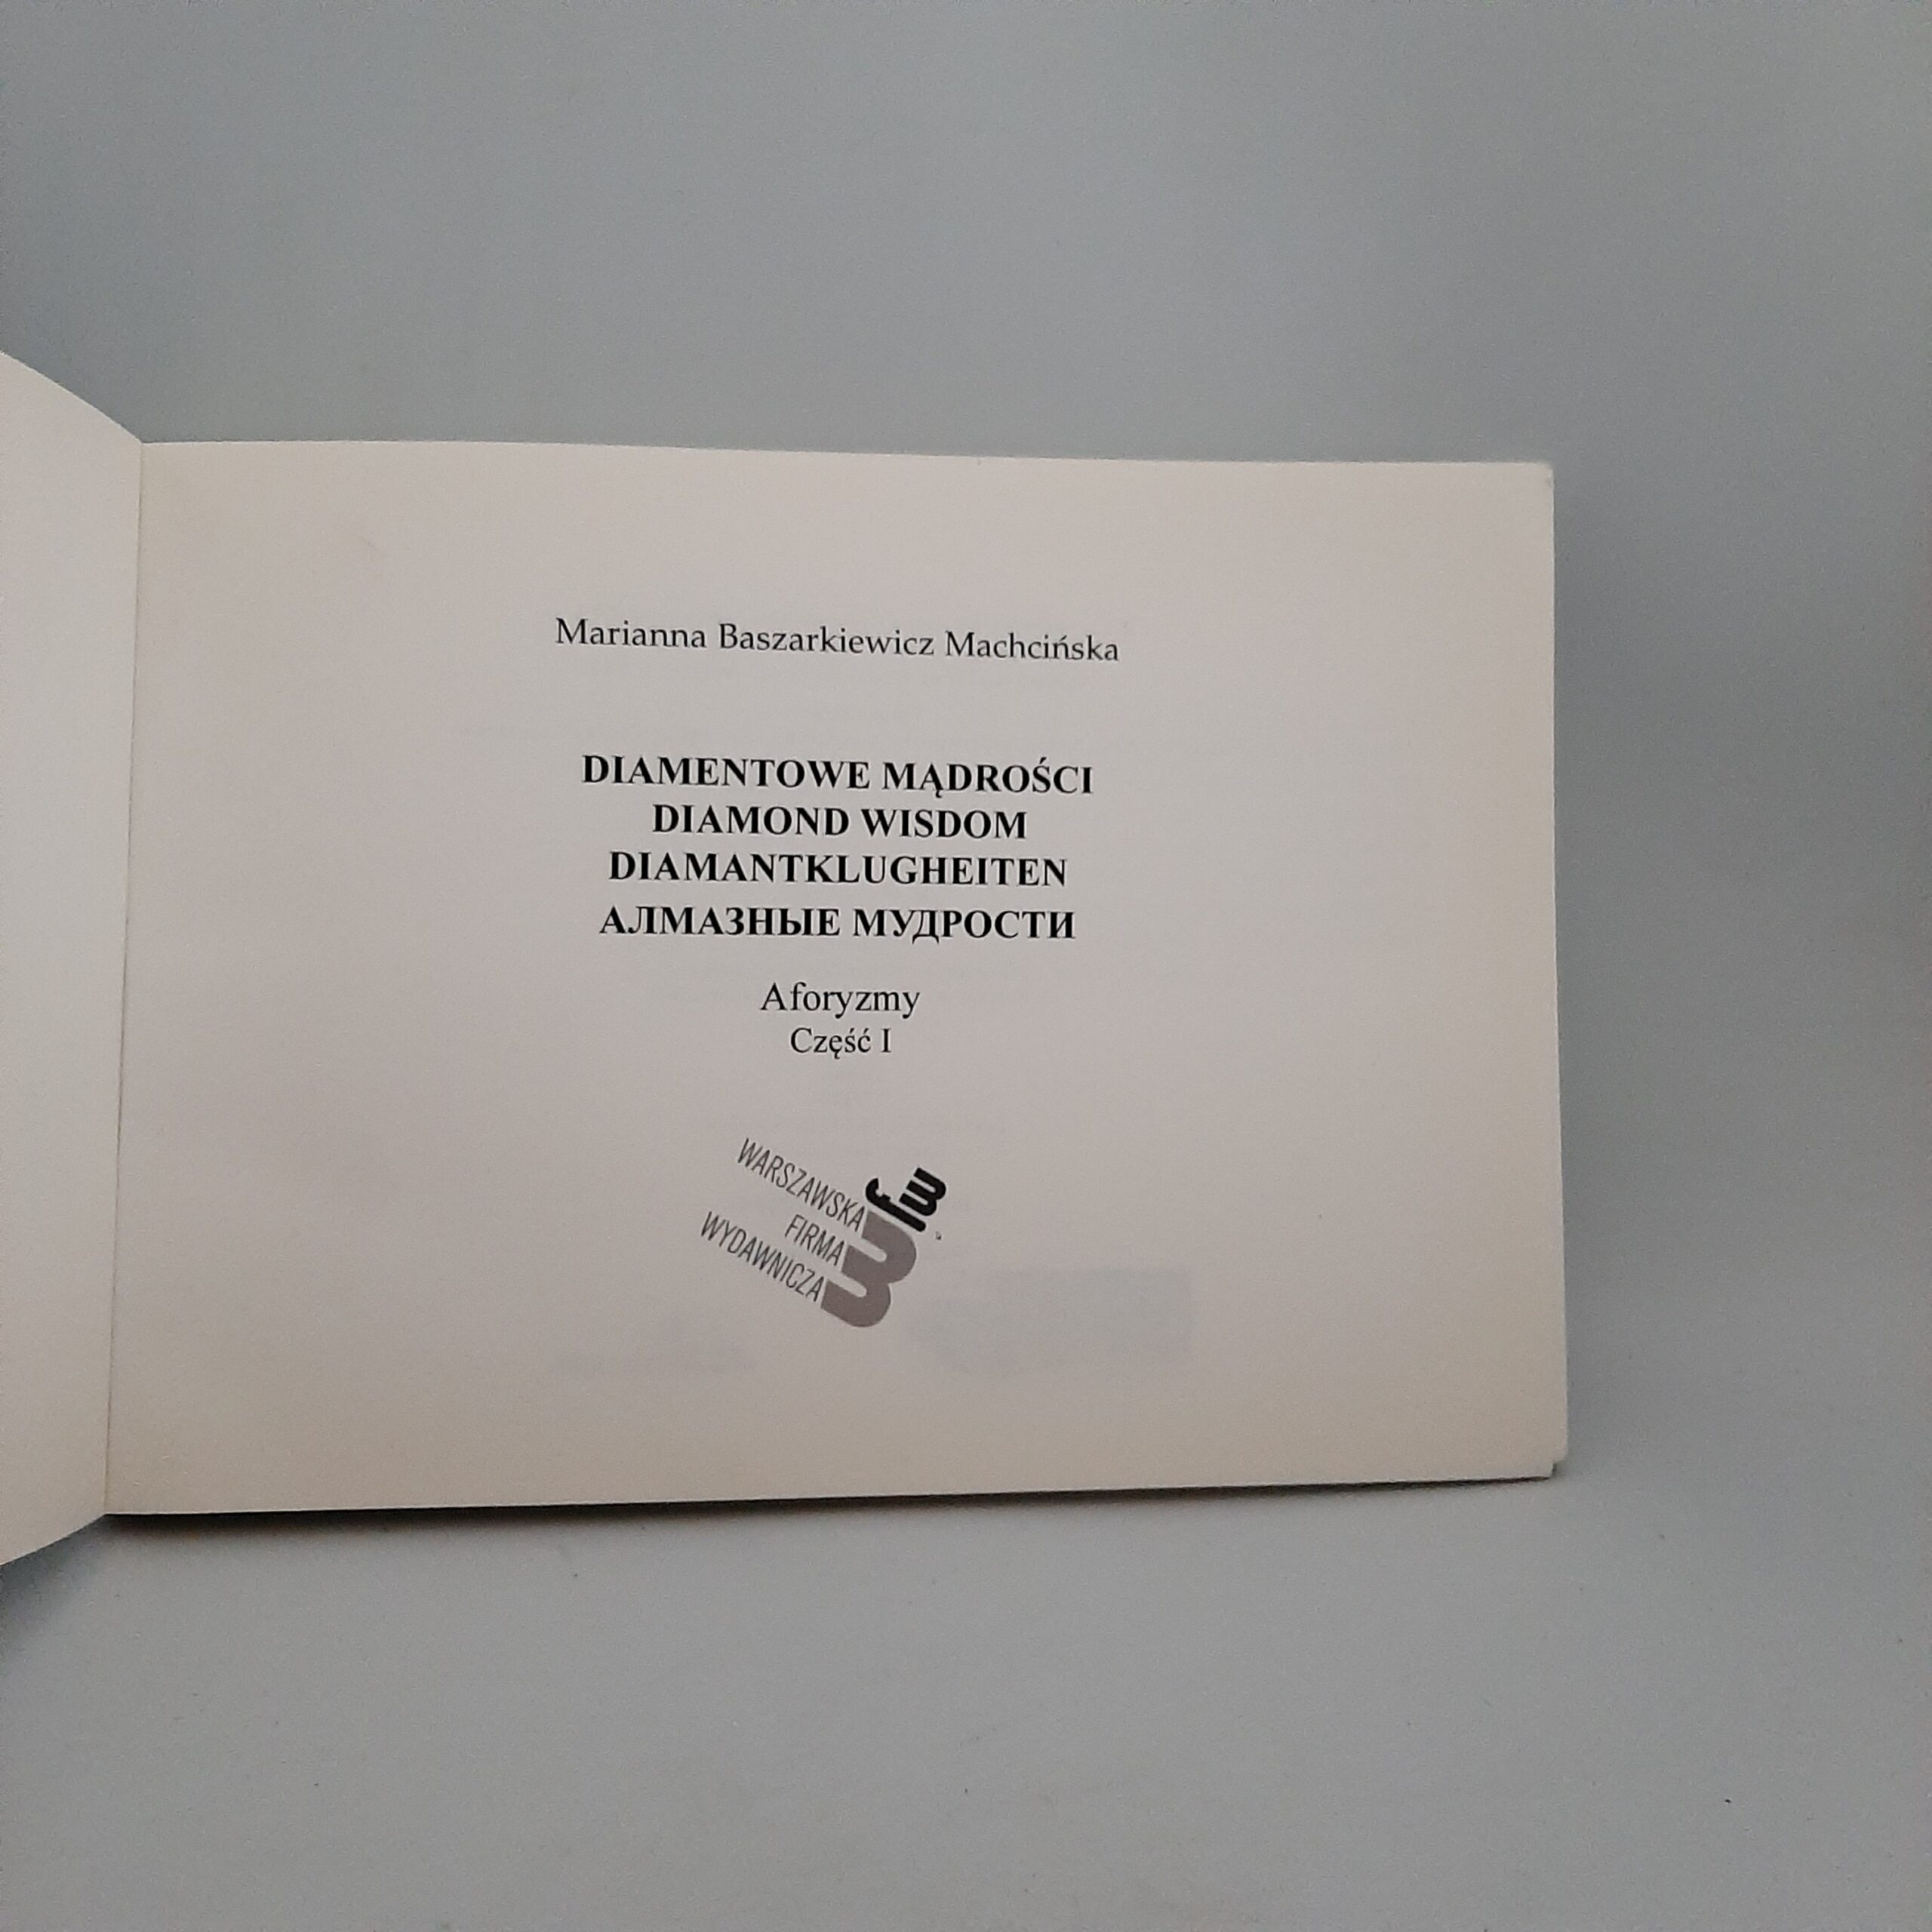 Marianna Baszarkiewicz Machcińska
DIAMENTOWE MĄDROŚCI
DIAMOND WISDOM
DIAMANTKLUGHEITEN
АЛМАЗНЫЕ МУДРОСТИ
Aforyzmy
Część I
WARSZAWSKA
FIRMA
WYDAWNICZA
wfw